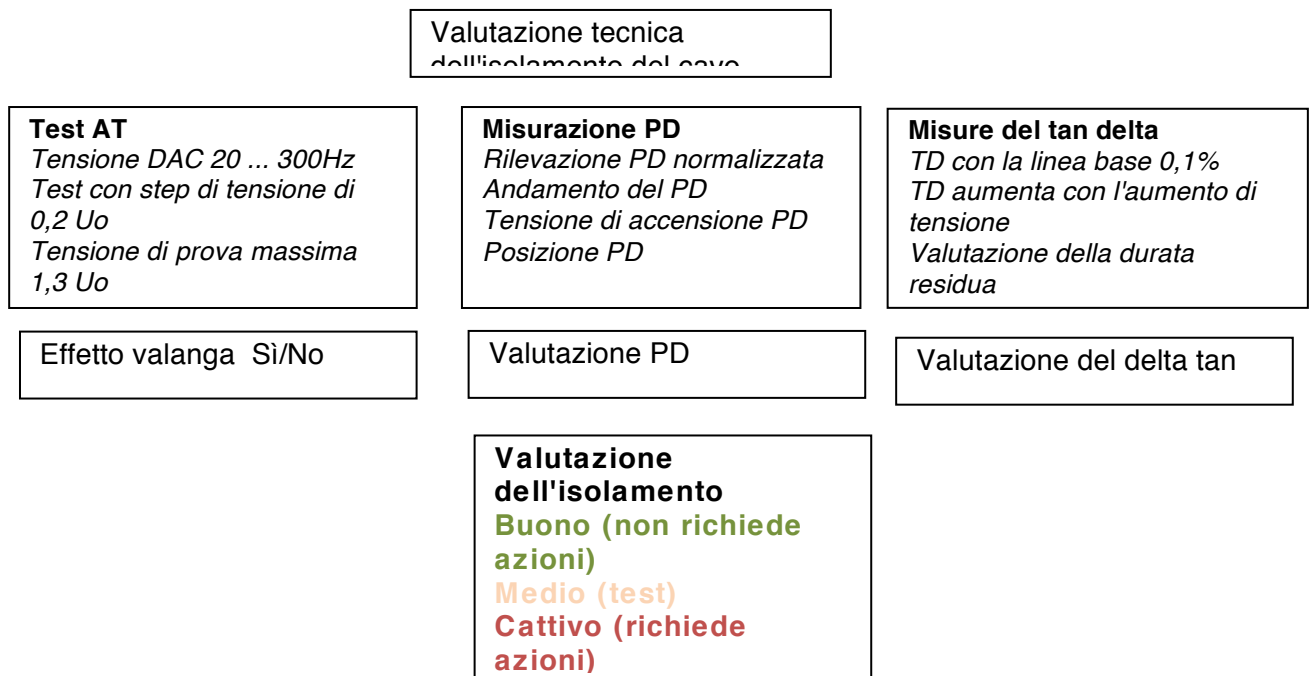 Valutazione tecnica
dell'isolamento del cavo
Test AT
Tensione DAC 20 ... 300Hz
Test con step di tensione di
0,2 Uo
Tensione di prova massima
1,3 Uo
Misurazione PD
Rilevazione PD normalizzata
Andamento del PD
Tensione di accensione PD
Posizione PD
Misure del tan delta
TD con la linea base 0,1%
TD aumenta con l'aumento di
tensione
Valutazione della durata
residua
Effetto valanga Sì/No
Valutazione PD
Valutazione del delta tan
Valutazione
dell'isolamento
Buono (non richiede
azioni)
Medio (test)
Cattivo (richiede
azioni)